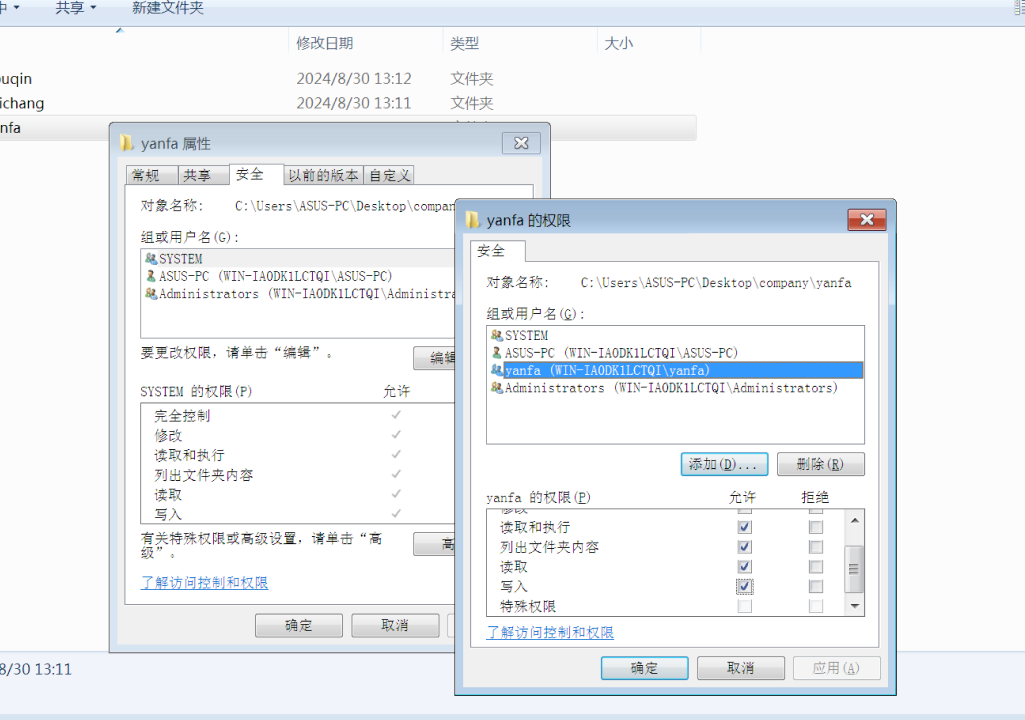 中 共享 新建文件夹
修改日期 类型 大小
uqin 2024/8/30 13:12 文件夹
ichang 2024/8/30 13:11 文件夹
nfa
yanfa 属性
常规 共享 安全 以前的版本 自定义
对象名称: C:\Users\ASUS-PC\Desktop\compan
组或用户名(G):
SYSTEM
ASUS-PC (WIN-IAODK1LCTQI\ASUS-PC)
Administrators (WIN-IAODK1LCTQI\Administra
要更改权限，请单击“编辑”。
编辑
SYSTEM 的权限(P) 允许
完全控制
修改
读取和执行
列出文件夹内容
读取
写入
有关特殊权限或高级设置，请单击“高
级”。
高
了解访问控制和权限
确定 取消
yanfa 的权限
安全
对象名称: C:\Users\ASUS-PC\Desktop\company\yanfa
组或用户名(G):
SYSTEM
ASUS-PC (WIN-IAODK1LCTQI\ASUS-PC)
yanfa (WIN-IAODK1LCTQI\yanfa)
Administrators (WIN-IAODK1LCTQI\Administrators)
添加(D)... 删除(R)
yanfa 的权限(P) 允许 拒绝
修改
读取和执行
列出文件夹内容
读取
写入
特殊权限
了解访问控制和权限
确定 取消 应用(A)
8/30 13:11